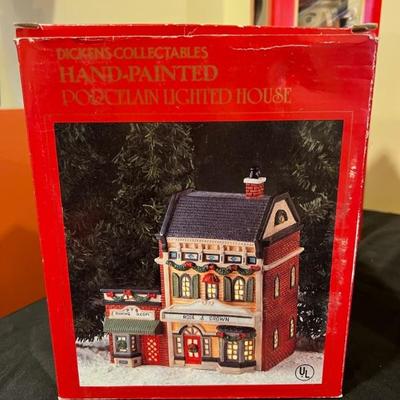 DICKENS COLLECTABLES
HAND-PAINTED
PORCELAIN LIGHTED HOUSE
ROSE & CROWN
UL